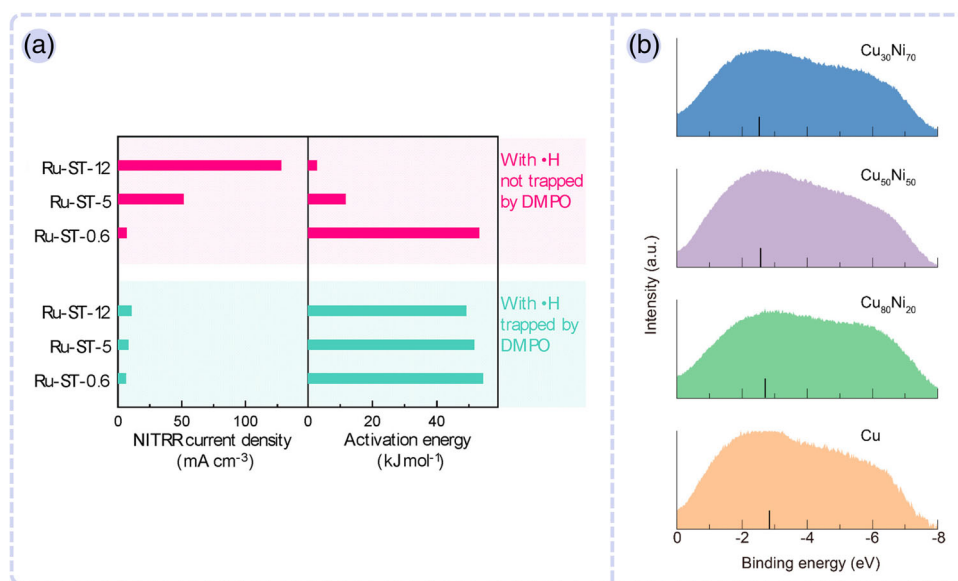 (a)
Ru-ST-12
Ru-ST-5
Ru-ST-0.6
With •H
not trapped
by DMPO
Ru-ST-12
Ru-ST-5
Ru-ST-0.6
With •H
trapped by
DMPO
0 50 100 0 20 40
NITRR current density
(mA cm⁻³)
Activation energy
(kJ mol⁻¹)
(b)
Cu₃₀Ni₇₀
Cu₅₀Ni₅₀
Cu₈₀Ni₂₀
Cu
Intensity (a.u.)
0 -2 -4 -6 -8
Binding energy (eV)